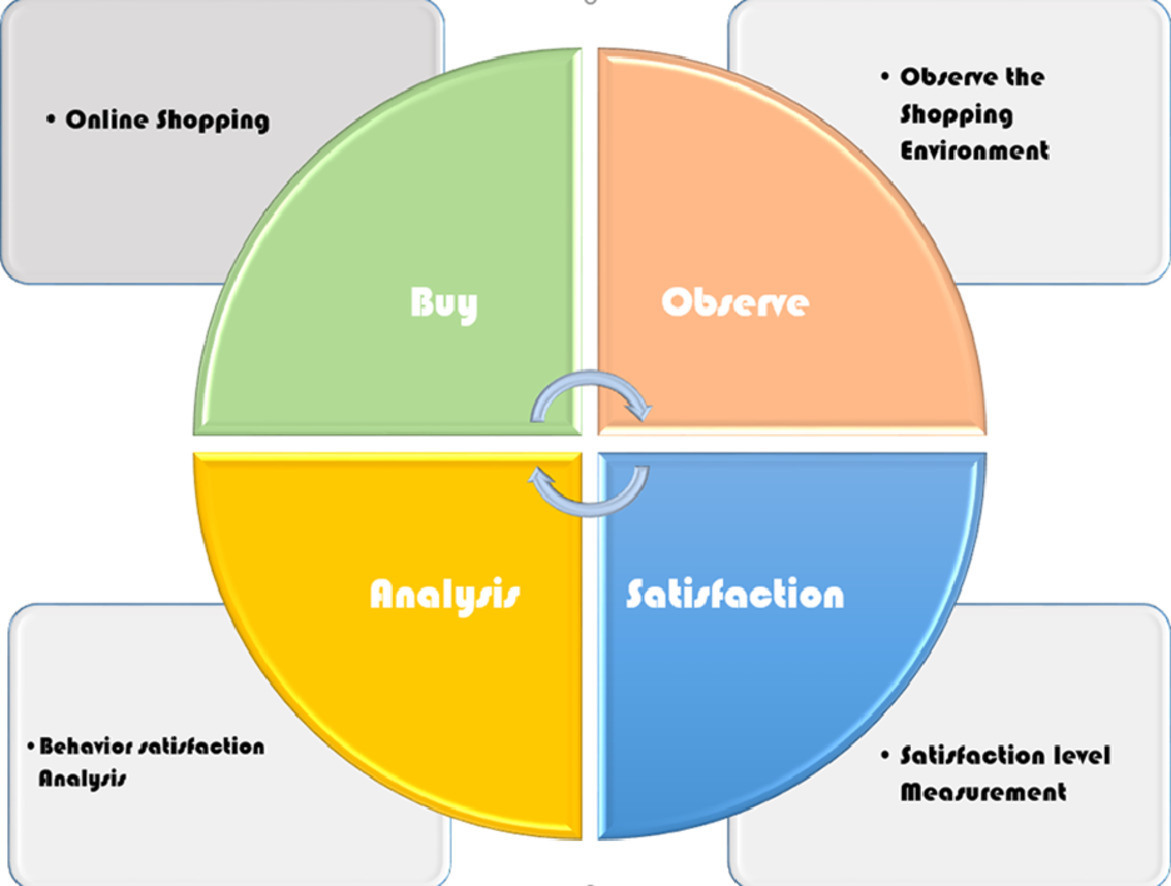 • Online Shopping
• Observe the
Shopping
Environment
Buy
Observe
Analysis
Satisfaction
• Behavior satisfaction
Analysis
• Satisfaction level
Measurement